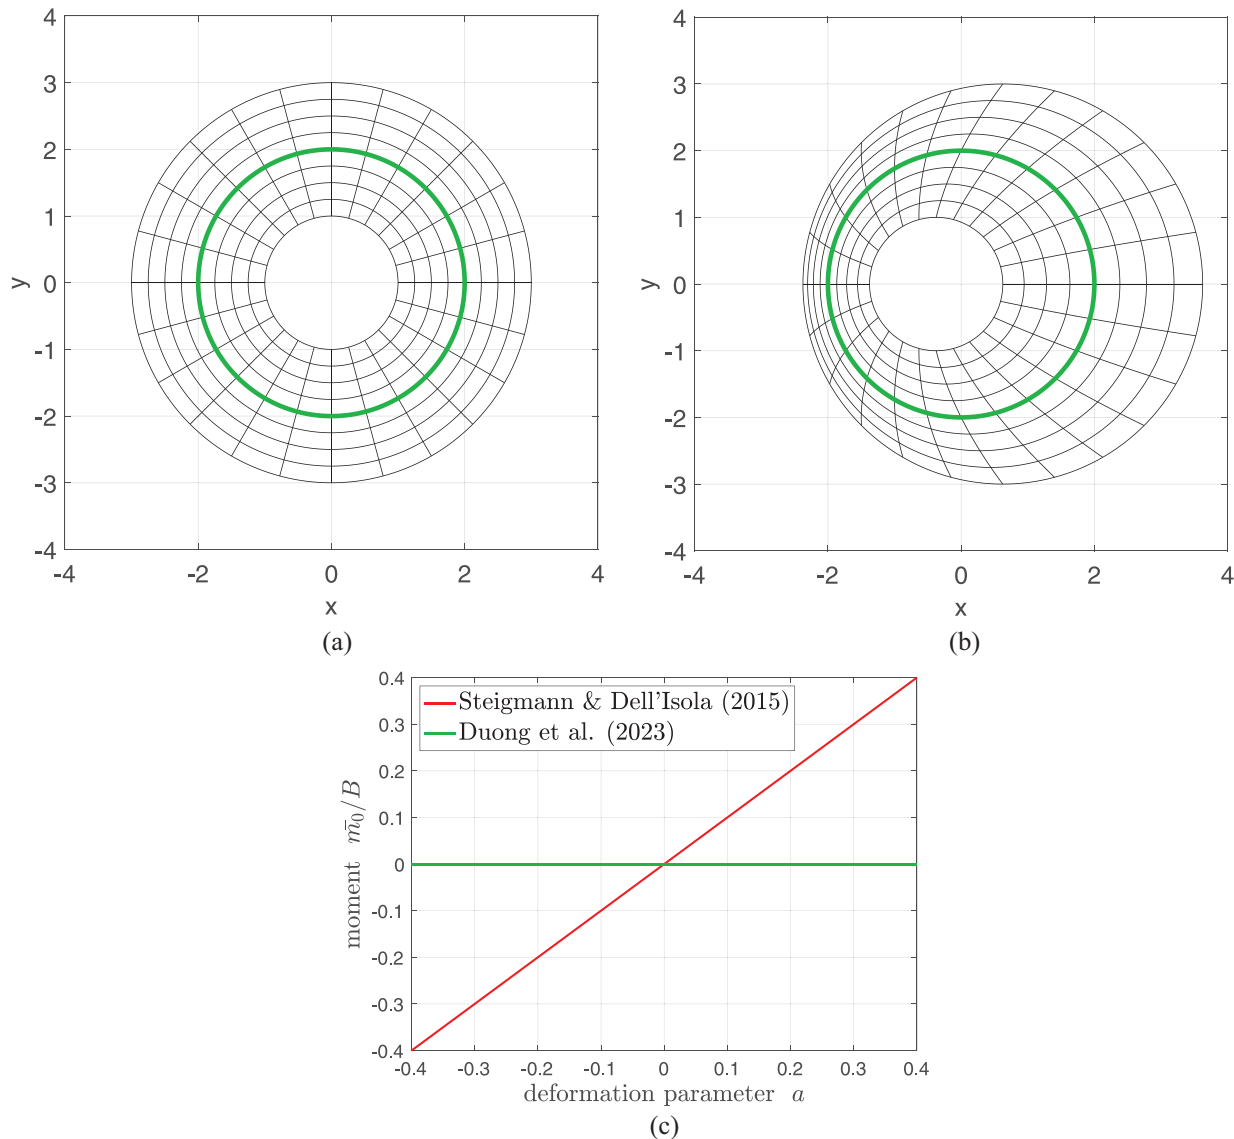 4
3
2
1
0
-1
-2
-3
-4
y
-4 -2 0 2 4
x
(a)
4
3
2
1
0
-1
-2
-3
-4
y
-4 -2 0 2 4
x
(b)
0.4
0.3
0.2
0.1
0
-0.1
-0.2
-0.3
-0.4
moment m̄₀/B
Steigmann & Dell'Isola (2015)
Duong et al. (2023)
-0.4 -0.3 -0.2 -0.1 0 0.1 0.2 0.3 0.4
deformation parameter a
(c)